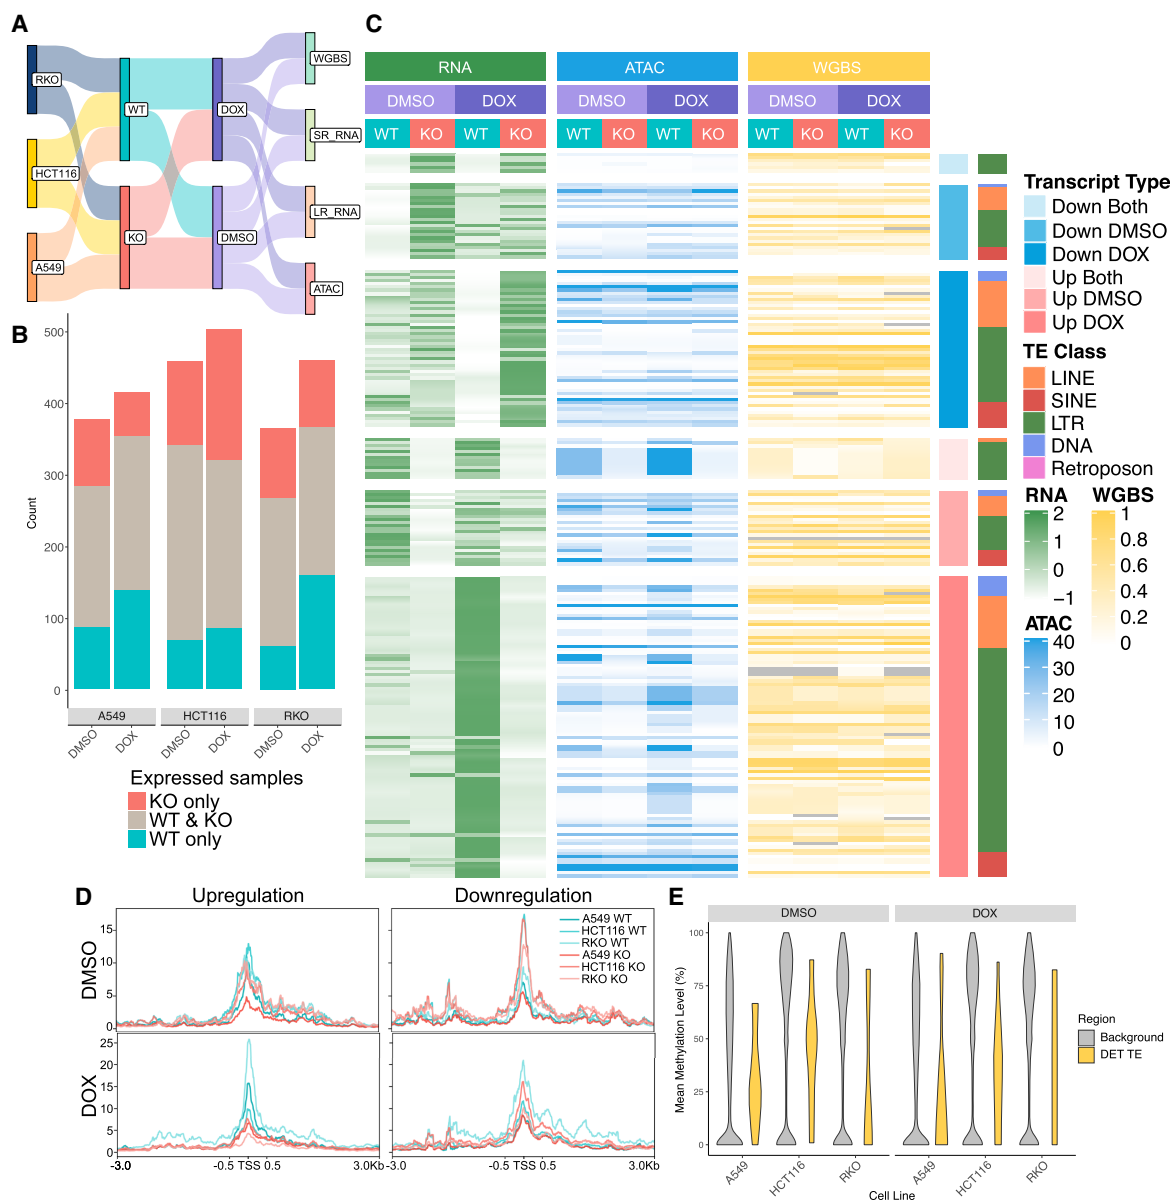 A
RKO
HCT116
A549
WT
KO
DOX
DMSO
WGBS
SR_RNA
LR_RNA
ATAC
B
Count
500
400
300
200
100
0
A549
HCT116
RKO
DMSO
DOX
DMSO
DOX
DMSO
DOX
Expressed samples
KO only
WT & KO
WT only
C
RNA
ATAC
WGBS
DMSO
DOX
DMSO
DOX
DMSO
DOX
WT
KO
WT
KO
WT
KO
WT
KO
WT
KO
WT
KO
Transcript Type
Down Both
Down DMSO
Down DOX
Up Both
Up DMSO
Up DOX
TE Class
LINE
SINE
LTR
DNA
Retroposon
RNA
2
1
0
−1
WGBS
1
0.8
0.6
0.4
0.2
0
ATAC
40
30
20
10
0
D
Upregulation
Downregulation
DMSO
15
10
5
0
A549 WT
HCT116 WT
RKO WT
A549 KO
HCT116 KO
RKO KO
DOX
25
20
15
10
5
0
-3.0
-0.5 TSS 0.5
3.0Kb
-3.0
-0.5 TSS 0.5
3.0Kb
E
DMSO
DOX
Mean Methylation Level (%)
100
75
50
25
0
A549
HCT116
RKO
A549
HCT116
RKO
Cell Line
Region
Background
DET TE